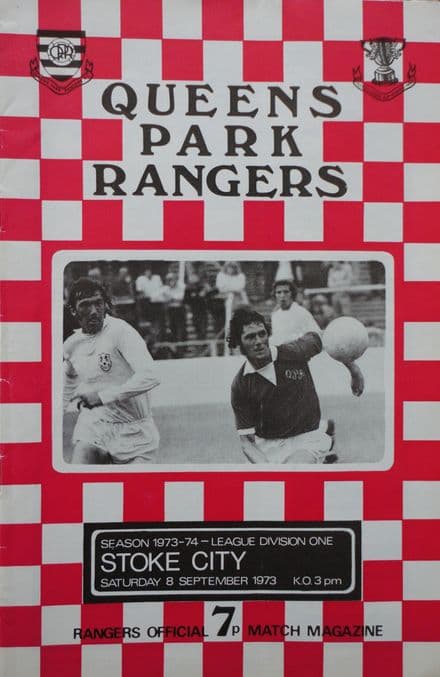 QUEENS
PARK
RANGERS
SEASON 1973-74 – LEAGUE DIVISION ONE
STOKE CITY
SATURDAY 8 SEPTEMBER 1973 K.O. 3 pm
RANGERS OFFICIAL 7p MATCH MAGAZINE